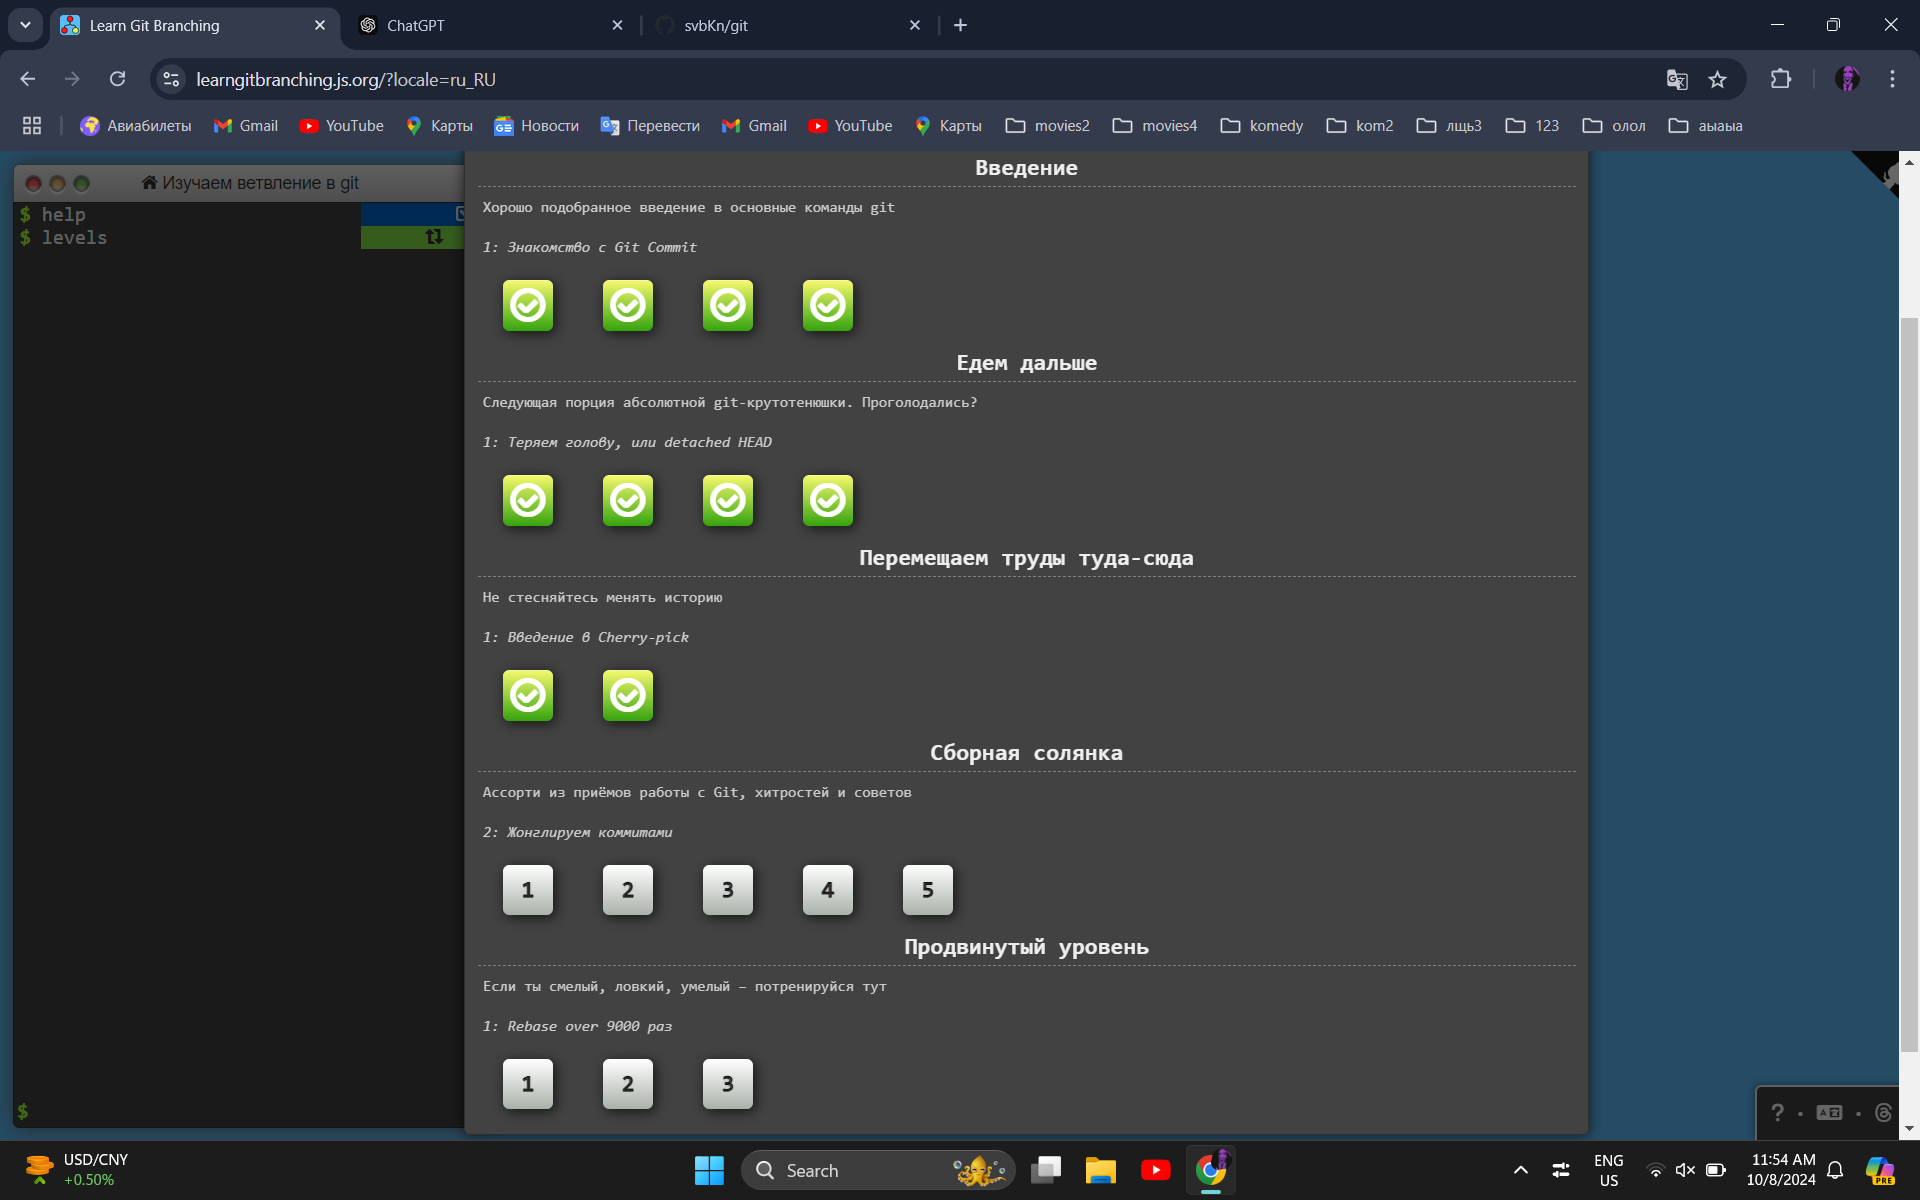 Learn Git Branching
ChatGPT
svbKn/git
learngitbranching.js.org/?locale=ru_RU
Авиабилеты
Gmail
YouTube
Карты
Новости
Перевести
Gmail
YouTube
Карты
movies2
movies4
komedy
kom2
лщь3
123
олол
аыаыа
Изучаем ветвление в git
$ help
$ levels
$
Введение
Хорошо подобранное введение в основные команды git
1: Знакомство с Git Commit
Едем дальше
Следующая порция абсолютной git-крутотенюшки. Проголодались?
1: Теряем голову, или detached HEAD
Перемещаем труды туда-сюда
Не стесняйтесь менять историю
1: Введение в Cherry-pick
Сборная солянка
Ассорти из приёмов работы с Git, хитростей и советов
2: Жонглируем коммитами
1 2 3 4 5
Продвинутый уровень
Если ты смелый, ловкий, умелый – потренируйся тут
1: Rebase over 9000 раз
1 2 3
?
USD/CNY
+0.50%
Search
ENG
US
11:54 AM
10/8/2024
PRE